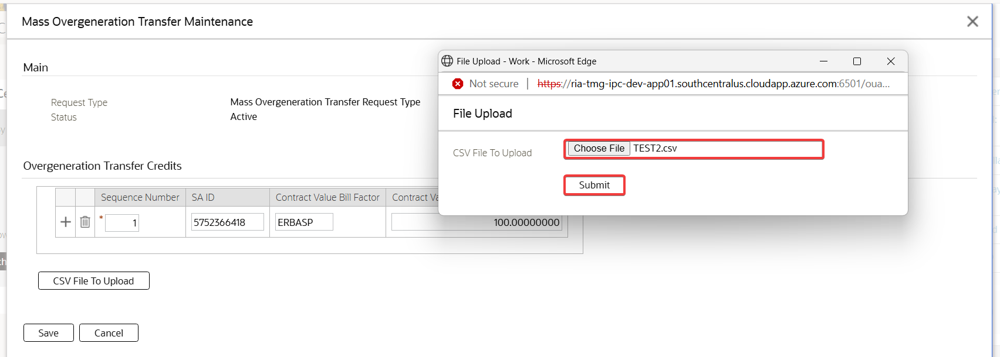 Mass Overgeneration Transfer Maintenance
Main
Request Type Mass Overgeneration Transfer Request Type
Status Active
Overgeneration Transfer Credits
Sequence Number SA ID Contract Value Bill Factor Contract Va
* 1 5752366418 ERBASP 100.00000000
CSV File To Upload
Save Cancel
File Upload - Work - Microsoft Edge
Not secure | https://ria-tmg-ipc-dev-app01.southcentralus.cloudapp.azure.com:6501/oua...
File Upload
CSV File To Upload Choose File TEST2.csv
Submit